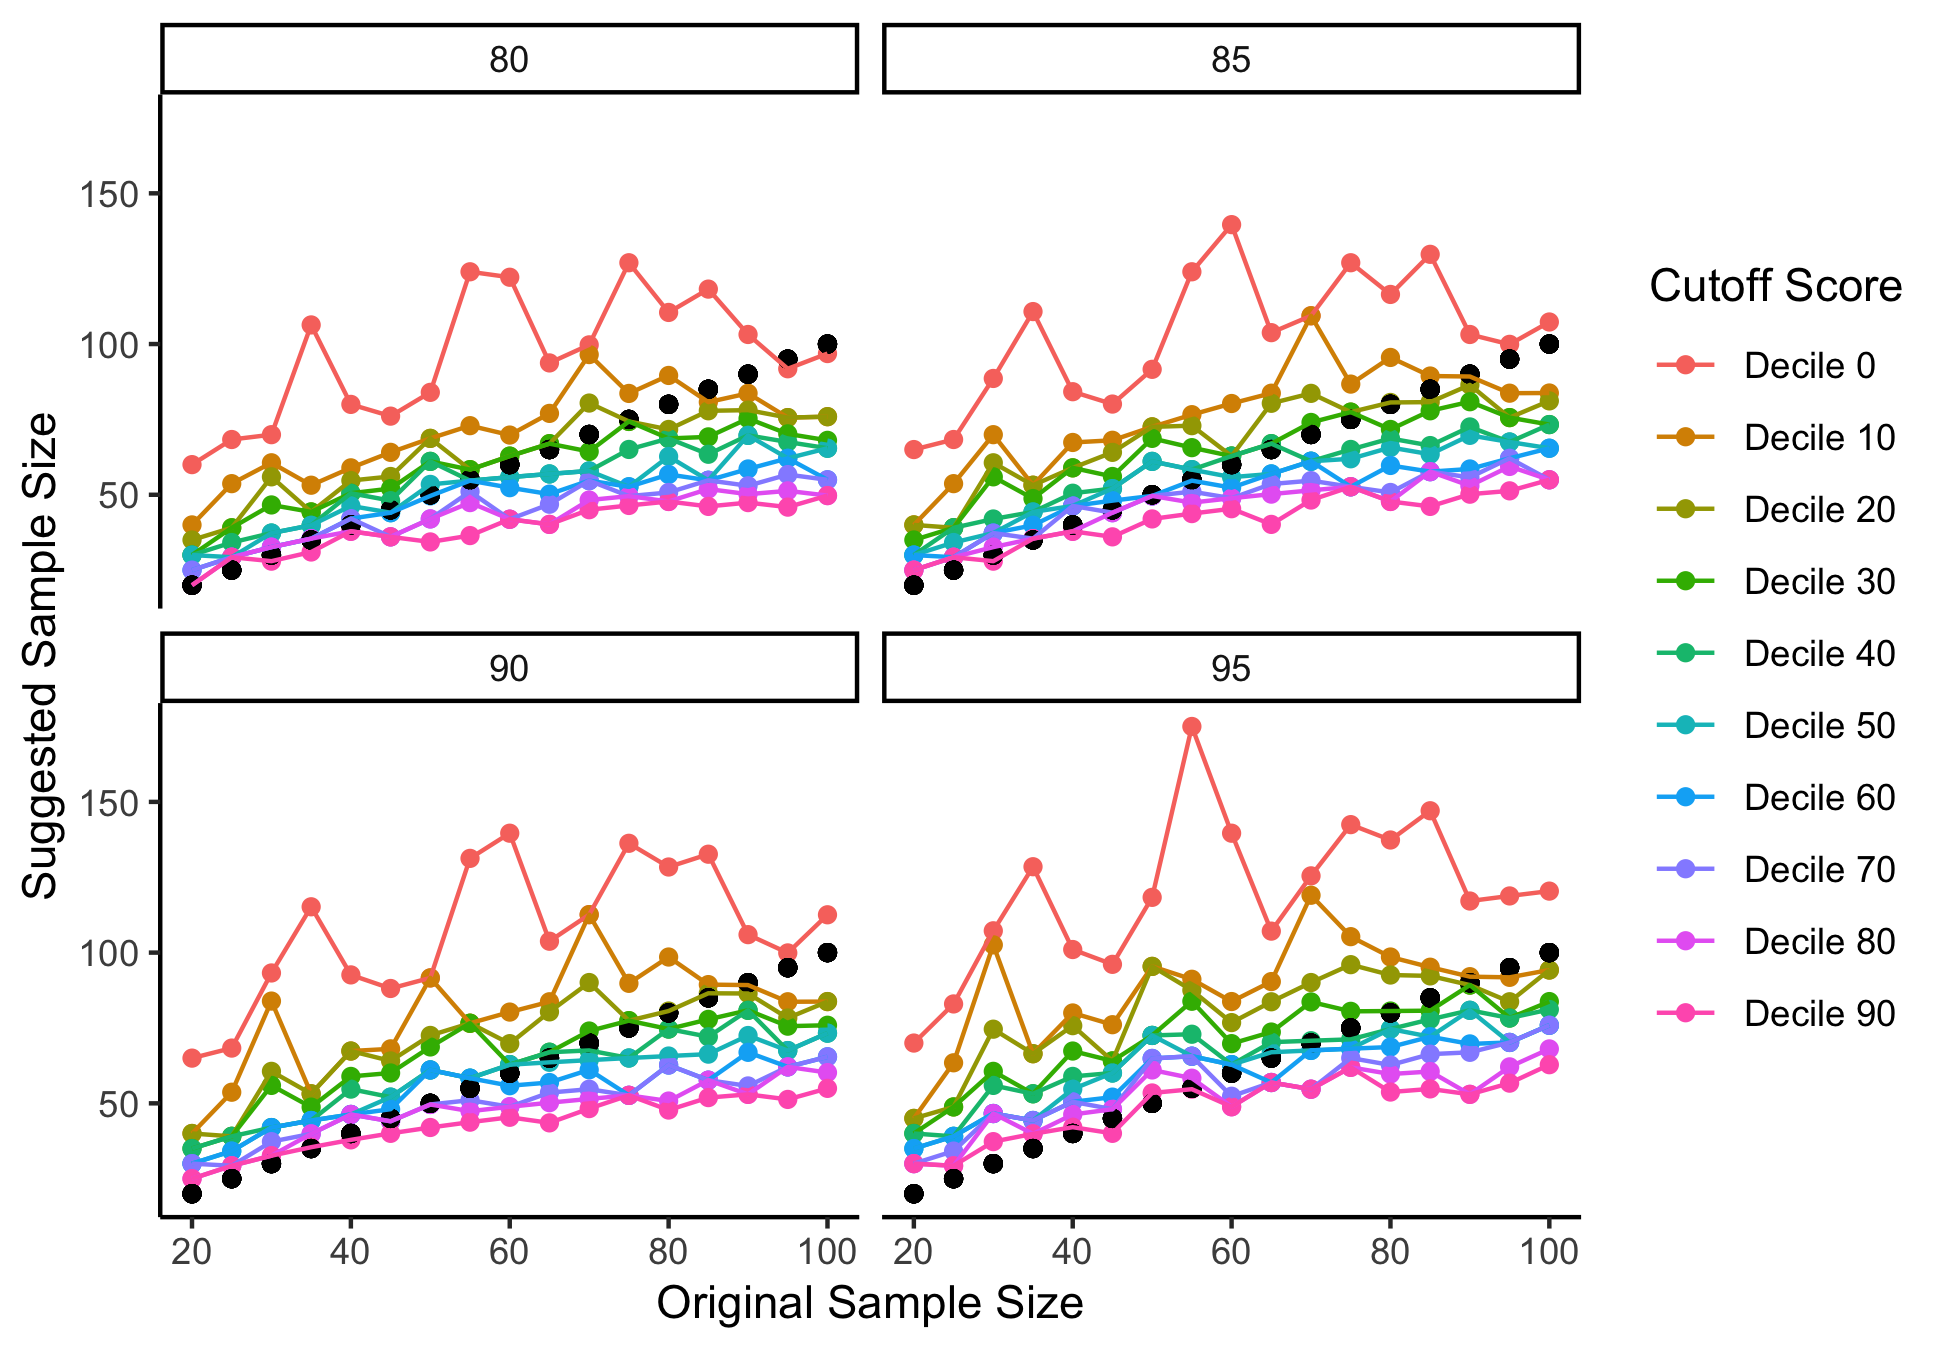 80
85
150
100
50
90
95
150
100
50
20 40 60 80 100
20 40 60 80 100
Original Sample Size
Suggested Sample Size
Cutoff Score
Decile 0
Decile 10
Decile 20
Decile 30
Decile 40
Decile 50
Decile 60
Decile 70
Decile 80
Decile 90